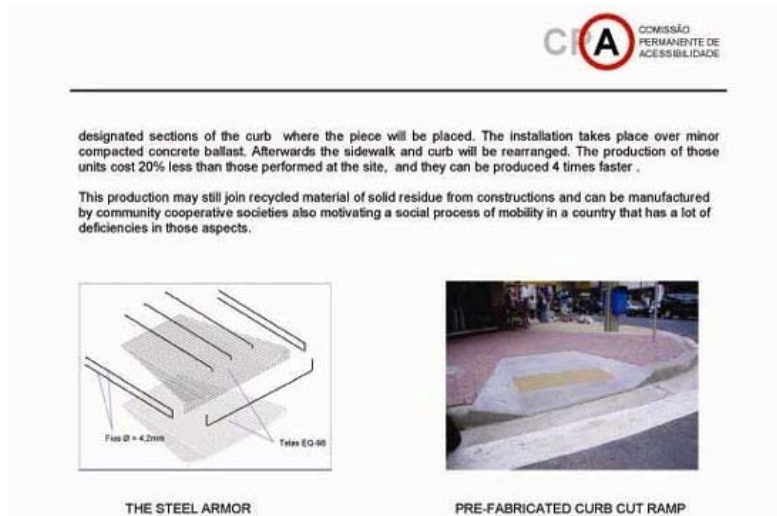 CPA
COMISSÃO
PERMANENTE DE
ACESSIBILIDADE
designated sections of the curb where the piece will be placed. The installation takes place over minor
compacted concrete ballast. Afterwards the sidewalk and curb will be rearranged. The production of those
units cost 20% less than those performed at the site, and they can be produced 4 times faster .
This production may still join recycled material of solid residue from constructions and can be manufactured
by community cooperative societies also motivating a social process of mobility in a country that has a lot of
deficiencies in those aspects.
Fios Ø = 4,2mm
Telas EQ-98
THE STEEL ARMOR
PRE-FABRICATED CURB CUT RAMP